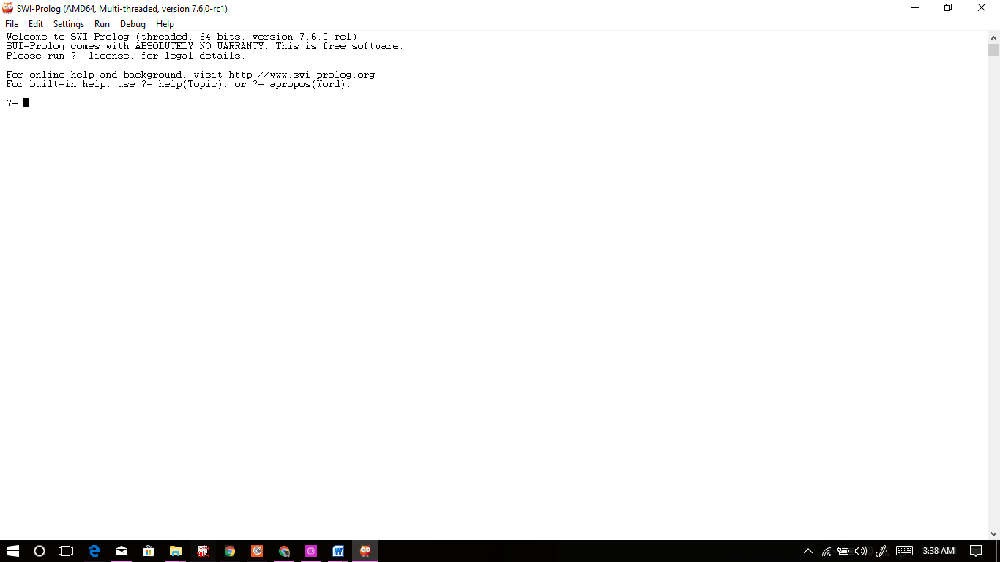 SWI-Prolog (AMD64, Multi-threaded, version 7.6.0-rc1)
File Edit Settings Run Debug Help
Welcome to SWI-Prolog (threaded, 64 bits, version 7.6.0-rc1)
SWI-Prolog comes with ABSOLUTELY NO WARRANTY. This is free software.
Please run ?- license. for legal details.
For online help and background, visit http://www.swi-prolog.org
For built-in help, use ?- help(Topic). or ?- apropos(Word).
?-
3:38 AM